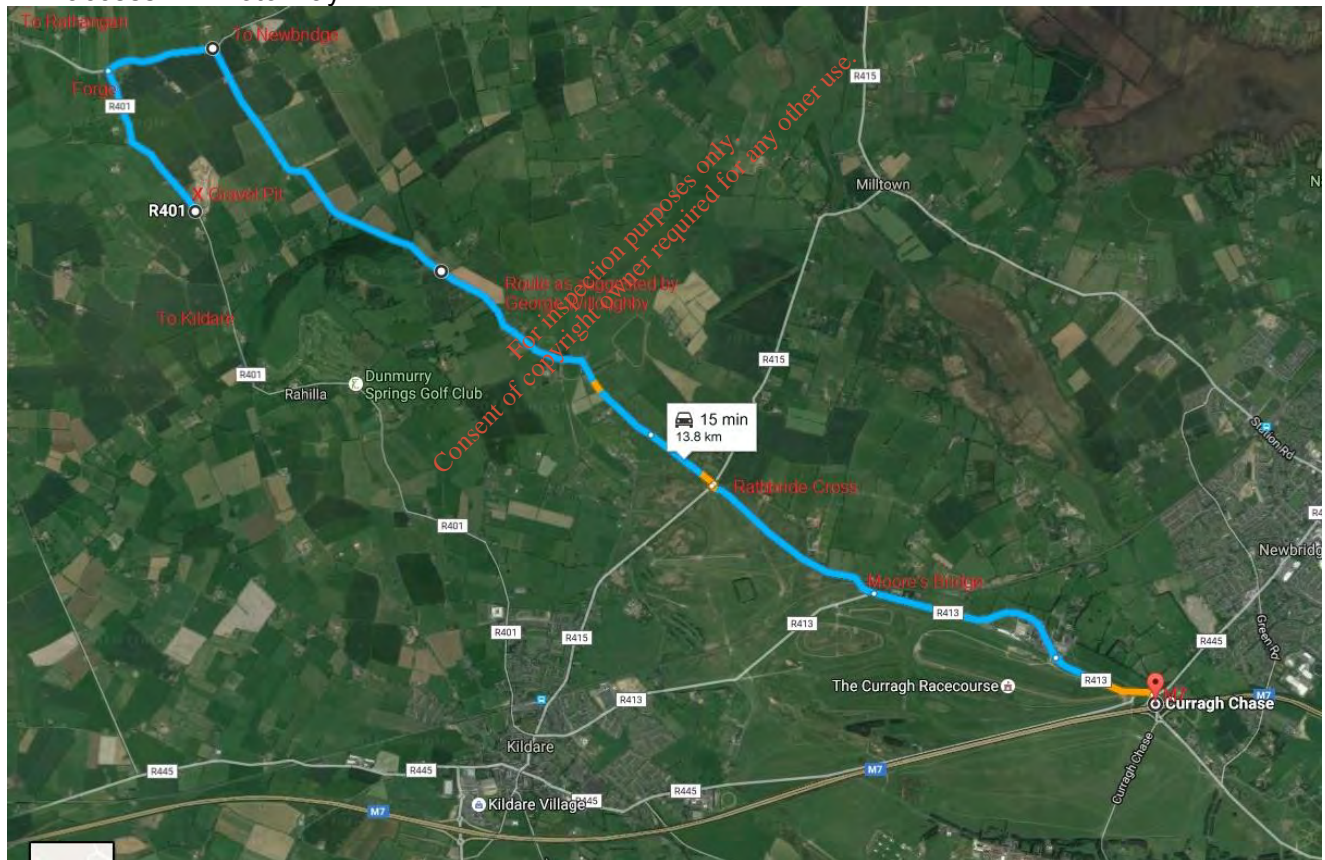 To Rathangan
To Newbridge
Forge
R401
R415
X Gravel Pit
R401
Milltown
Route as suggested by
George Willoughby
For inspection purposes only.
Consent of copyright owner required for any other use.
To Kildare
R401
Rahilla
Dunmurry
Springs Golf Club
R415
15 min
13.8 km
Station Rd
Rathbride Cross
R401
Newbridg
Moore's Bridge
R413
R413
R401
R415
R445
Green Rd
The Curragh Racecourse
R413
R413
M7
M7
Curragh Chase
Kildare
R445
R445
M7
Curragh Chase
Kildare Village
R445
R445
M7